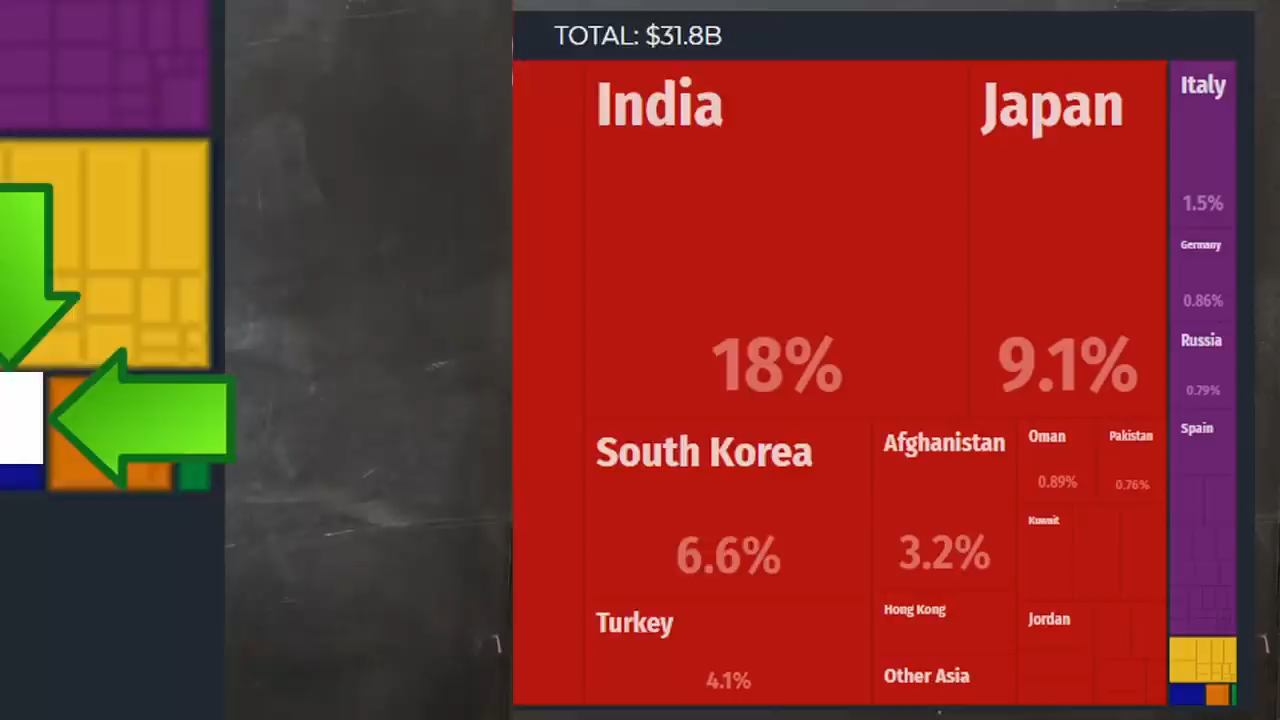 TOTAL: $31.8B
India
18%
Japan
9.1%
South Korea
6.6%
Turkey
4.1%
Afghanistan
3.2%
Hong Kong
Other Asia
Oman
0.89%
Pakistan
0.76%
Kuwait
Jordan
Italy
1.5%
Germany
0.86%
Russia
0.79%
Spain